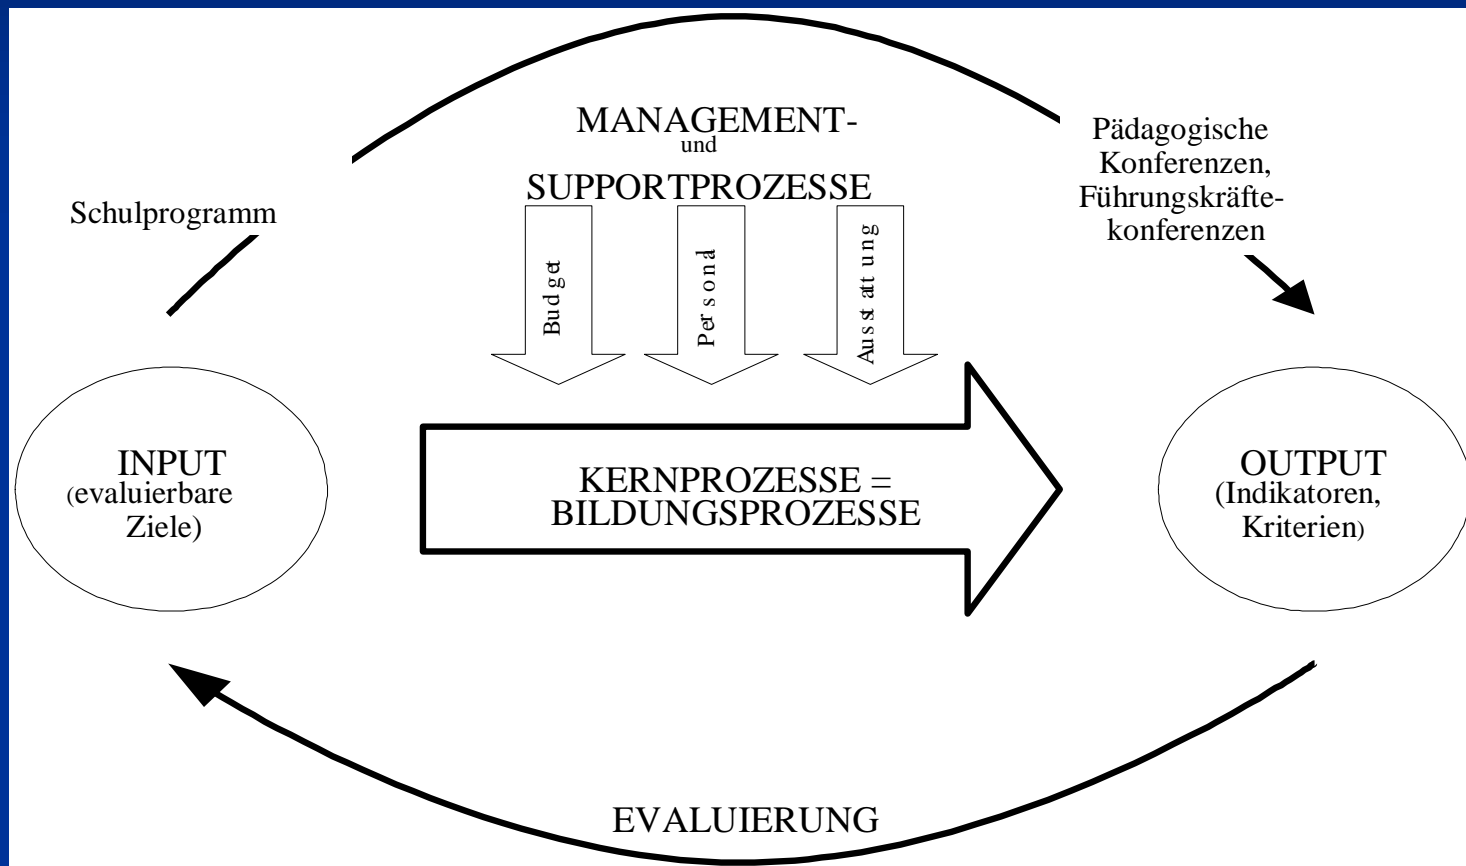 MANAGEMENT-
und
SUPPORTPROZESSE
Pädagogische
Konferenzen,
Führungskräfte-
konferenzen
Schulprogramm
Budget
Personal
Ausstattung
INPUT
(evaluierbare
Ziele)
KERNPROZESSE =
BILDUNGSPROZESSE
OUTPUT
(Indikatoren,
Kriterien)
EVALUIERUNG